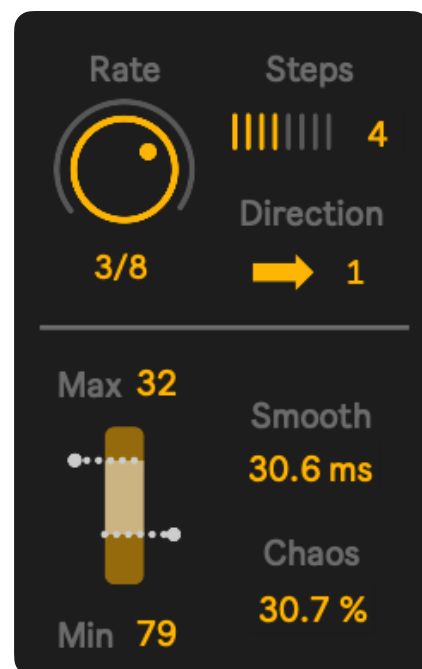 Rate
3/8
Steps
4
Direction
1
Max 32
Min 79
Smooth
30.6 ms
Chaos
30.7 %